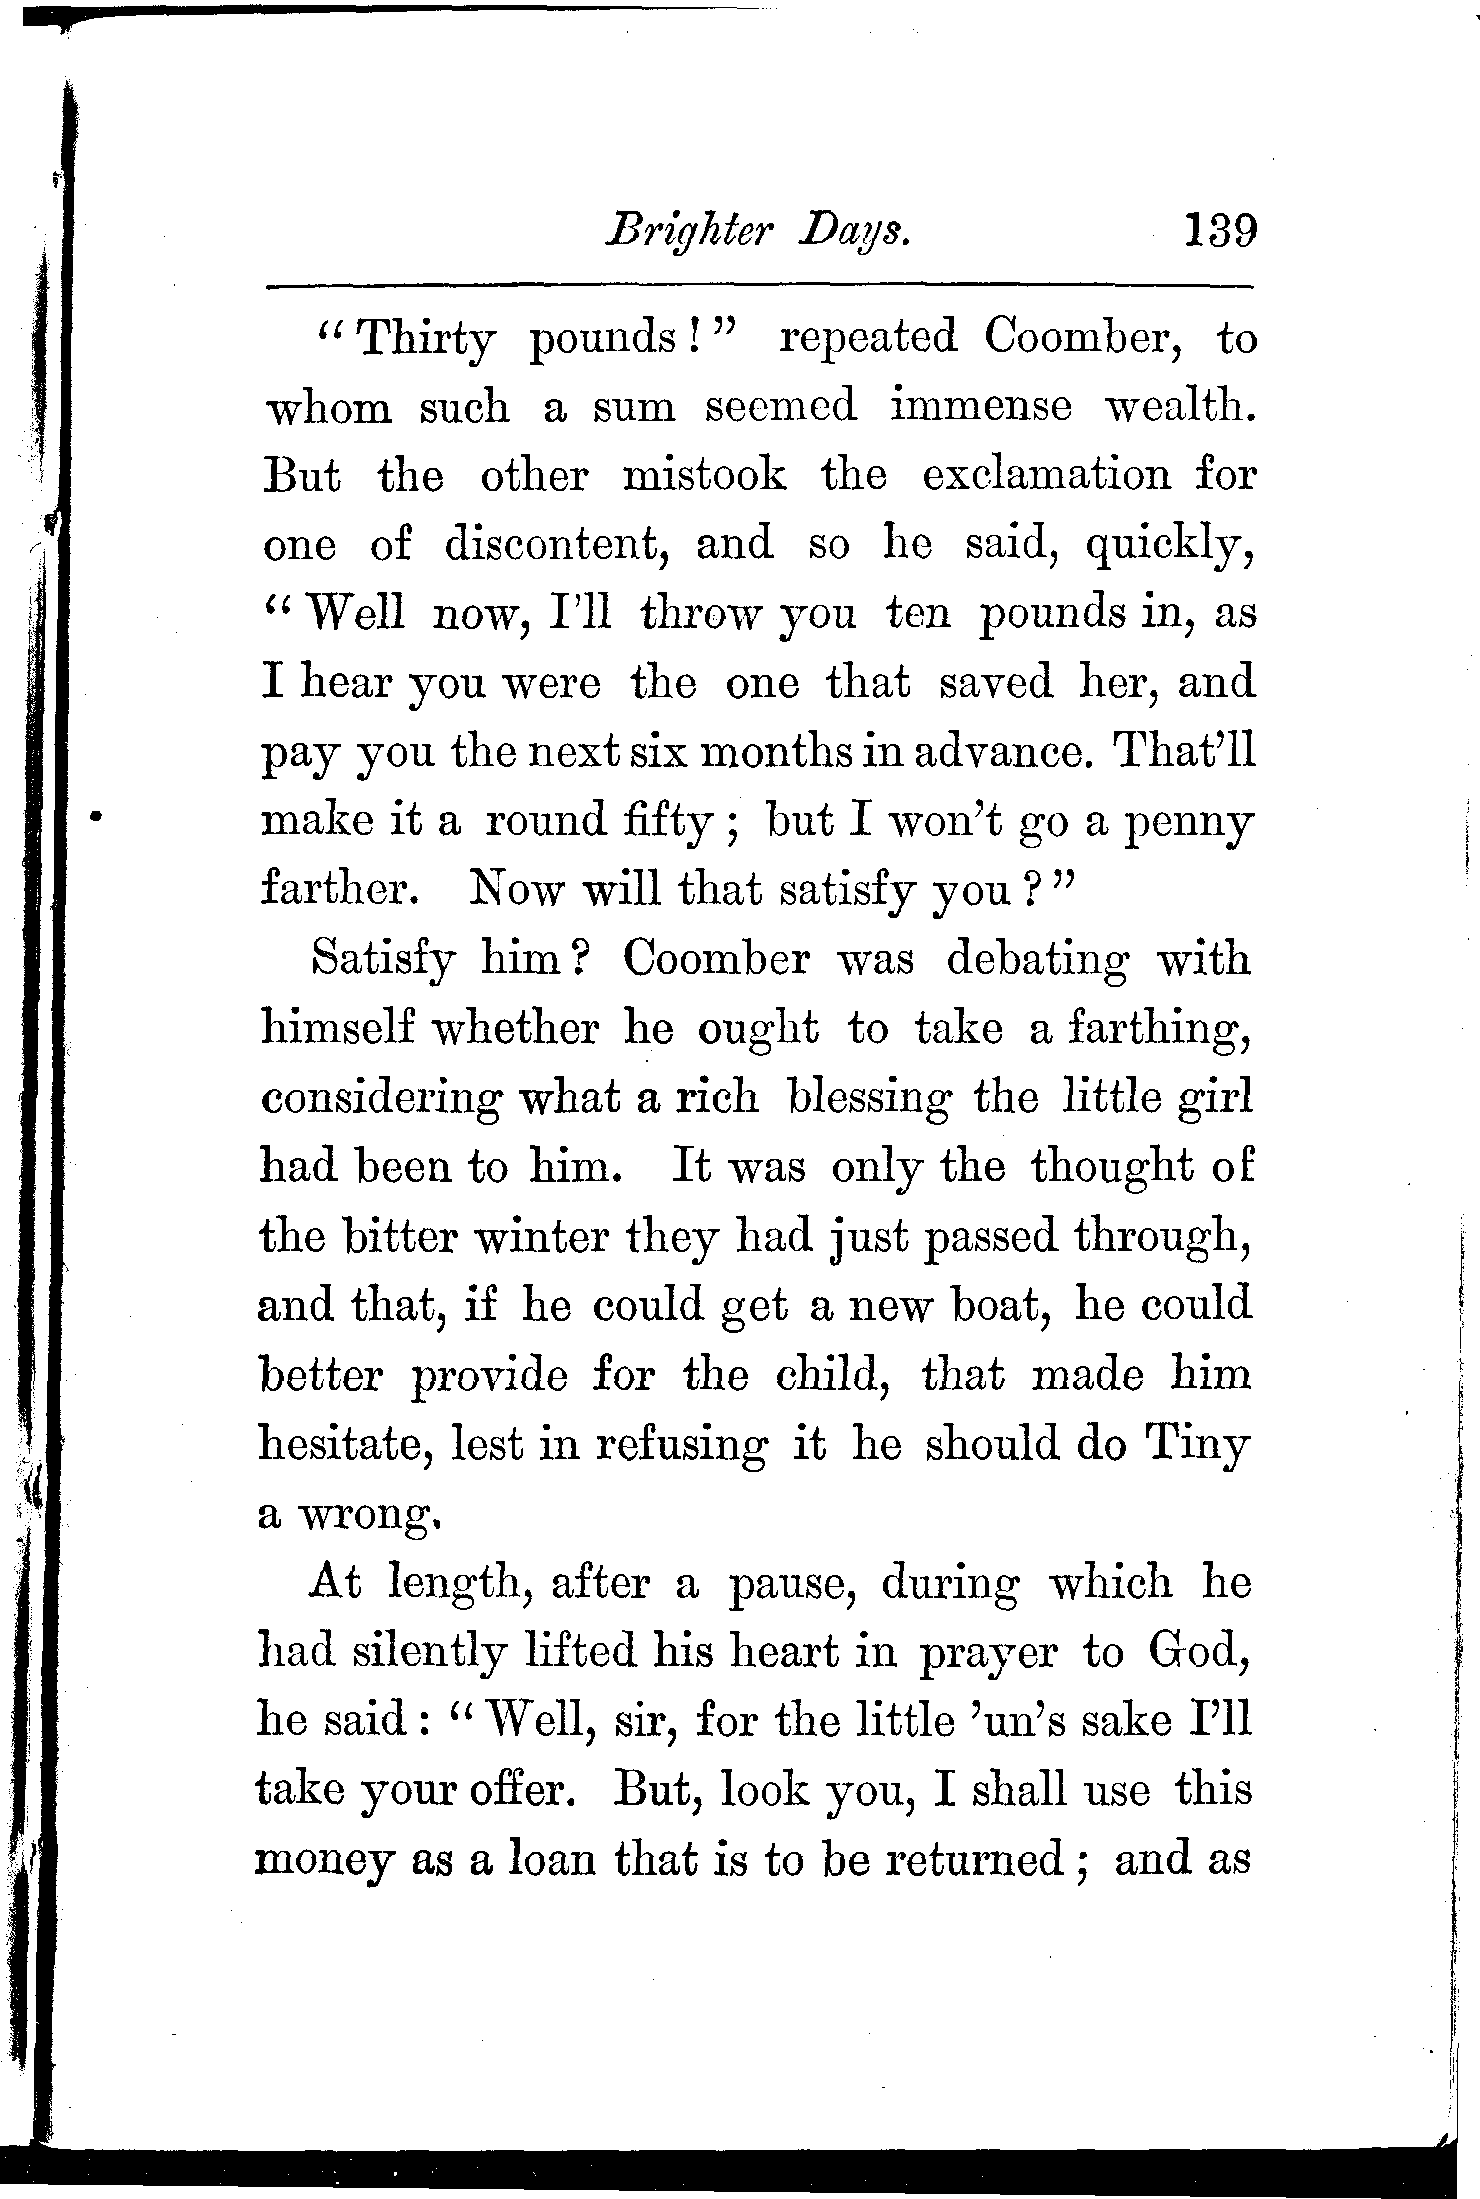 Brighter Days. 139
“Thirty pounds!” repeated Coomber, to
whom such a sum seemed immense wealth.
But the other mistook the exclamation for
one of discontent, and so he said, quickly,
“Well now, I’ll throw you ten pounds in, as
I hear you were the one that saved her, and
pay you the next six months in advance. That’ll
make it a round fifty; but I won’t go a penny
farther. Now will that satisfy you?”
Satisfy him? Coomber was debating with
himself whether he ought to take a farthing,
considering what a rich blessing the little girl
had been to him. It was only the thought of
the bitter winter they had just passed through,
and that, if he could get a new boat, he could
better provide for the child, that made him
hesitate, lest in refusing it he should do Tiny
a wrong.
At length, after a pause, during which he
had silently lifted his heart in prayer to God,
he said: “Well, sir, for the little ’un’s sake I’ll
take your offer. But, look you, I shall use this
money as a loan that is to be returned; and as